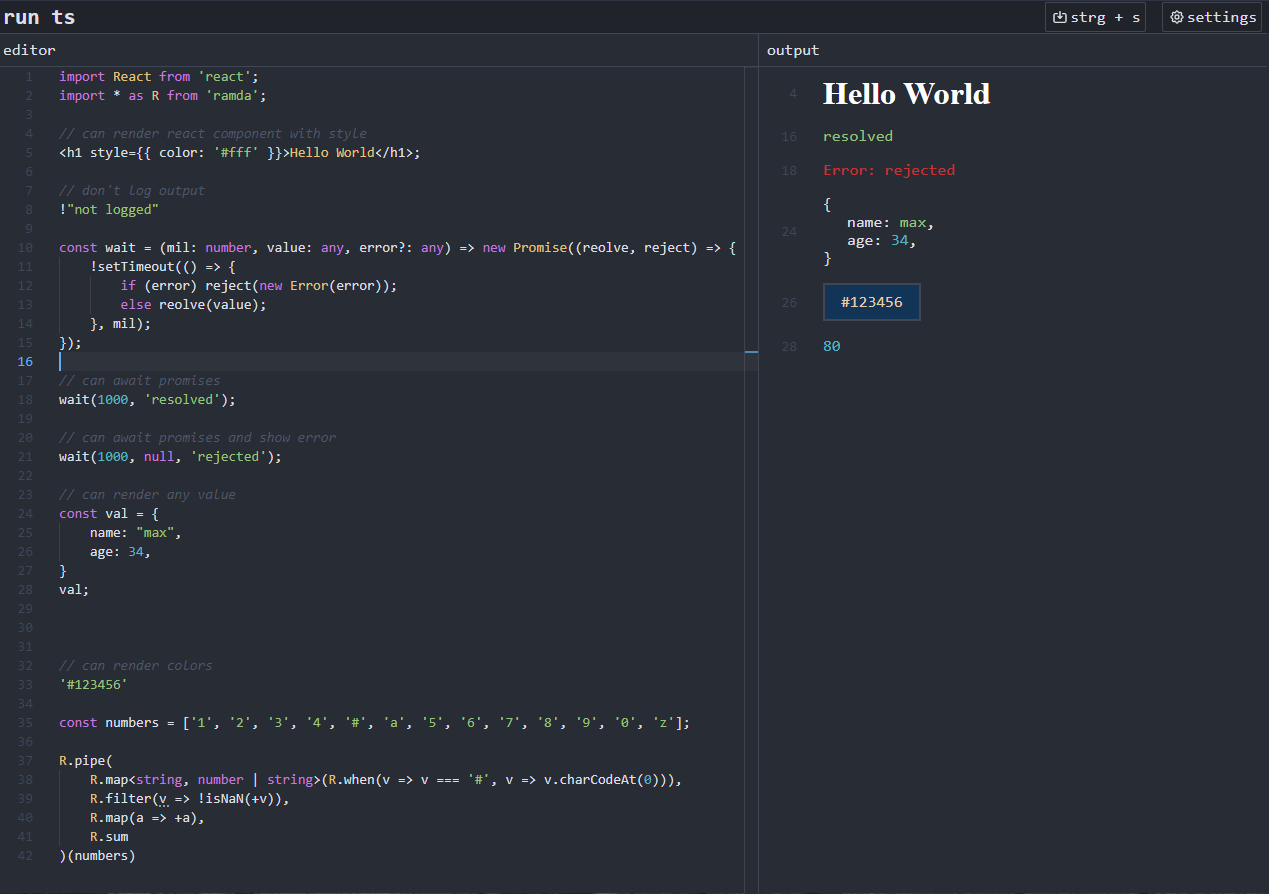 run ts
strg + s
settings
editor
output
1 import React from 'react';
2 import * as R from 'ramda';
3
4 // can render react component with style
5 <h1 style={{ color: '#fff' }}>Hello World</h1>;
6
7 // don't log output
8 !"not logged"
9
10 const wait = (mil: number, value: any, error?: any) => new Promise((reolve, reject) => {
11 !setTimeout(() => {
12 if (error) reject(new Error(error));
13 else reolve(value);
14 }, mil);
15 });
16
17 // can await promises
18 wait(1000, 'resolved');
19
20 // can await promises and show error
21 wait(1000, null, 'rejected');
22
23 // can render any value
24 const val = {
25 name: "max",
26 age: 34,
27 }
28 val;
29
30
31
32 // can render colors
33 '#123456'
34
35 const numbers = ['1', '2', '3', '4', '#', 'a', '5', '6', '7', '8', '9', '0', 'z'];
36
37 R.pipe(
38 R.map<string, number | string>(R.when(v => v === '#', v => v.charCodeAt(0))),
39 R.filter(v => !isNaN(+v)),
40 R.map(a => +a),
41 R.sum
42 )(numbers)
4 Hello World
16 resolved
18 Error: rejected
{
name: max,
24
age: 34,
}
26 #123456
28 80